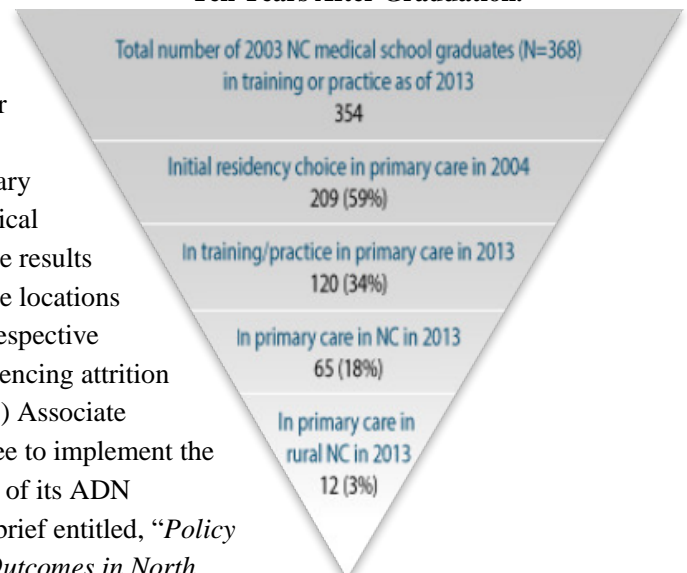 Ten Years After Graduation.
Total number of 2003 NC medical school graduates (N=368)
in training or practice as of 2013
354
Initial residency choice in primary care in 2004
209 (59%)
In training/practice in primary care in 2013
120 (34%)
In primary care in NC in 2013
65 (18%)
In primary care in
rural NC in 2013
12 (3%)
r
ary
ical
e results
e locations
espective
encing attrition
) Associate
ee to implement the
of its ADN
brief entitled, “Policy
Outcomes in North